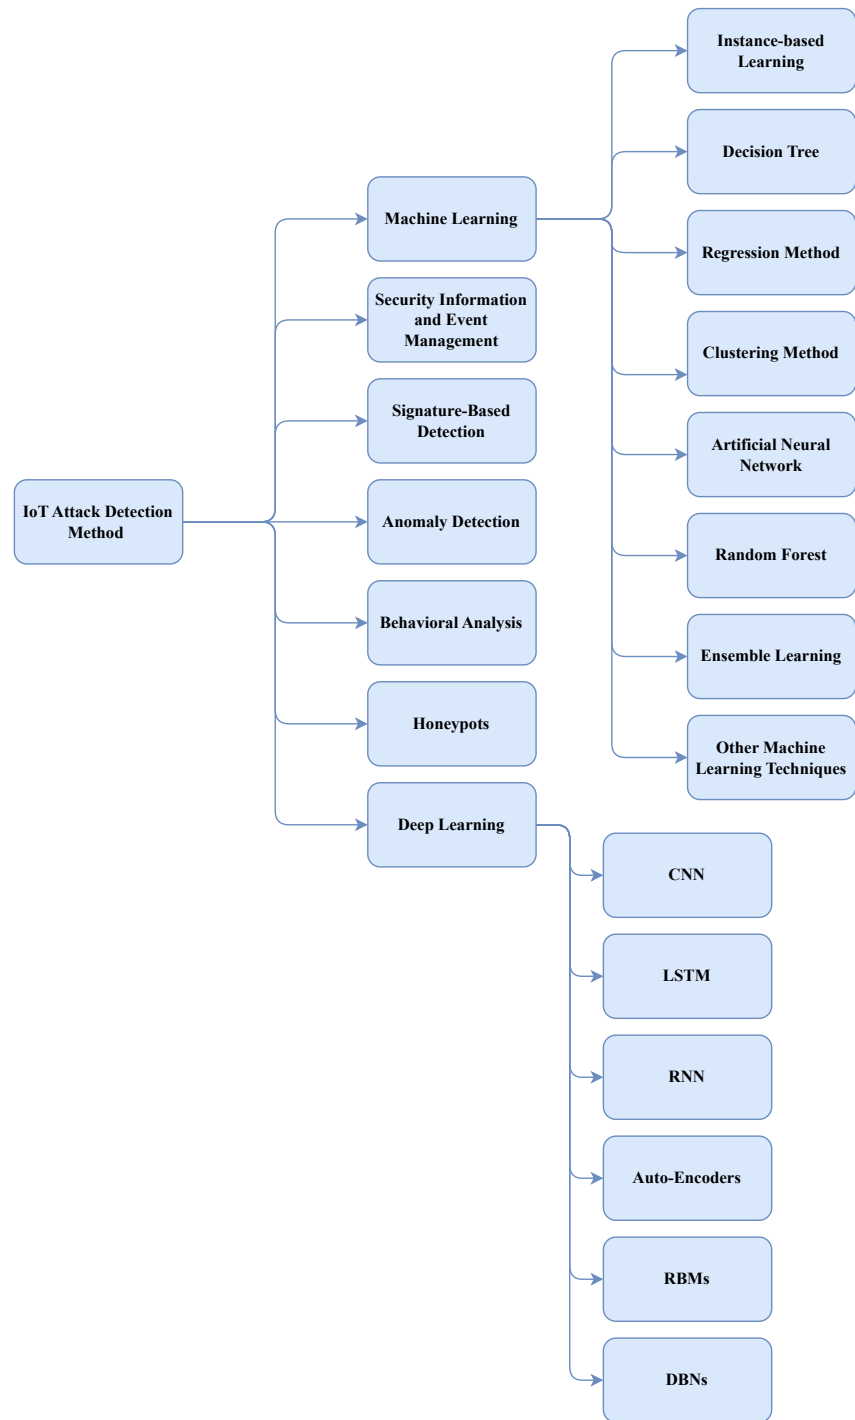 Instance-based
Learning
Decision Tree
Machine Learning
Regression Method
Security Information
and Event
Management
Clustering Method
Signature-Based
Detection
Artificial Neural
Network
IoT Attack Detection
Method
Anomaly Detection
Random Forest
Behavioral Analysis
Ensemble Learning
Honeypots
Other Machine
Learning Techniques
Deep Learning
CNN
LSTM
RNN
Auto-Encoders
RBMs
DBNs